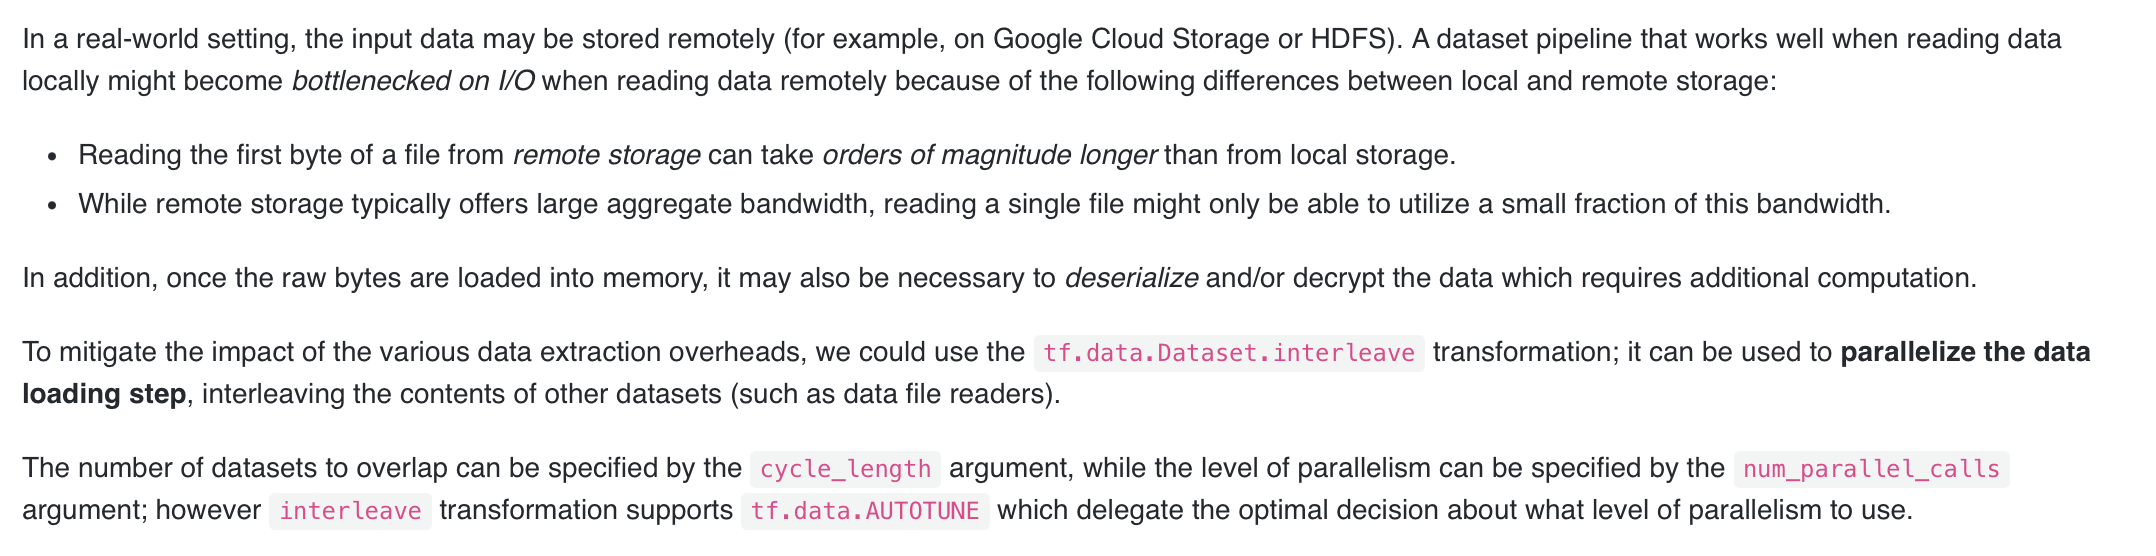 In a real-world setting, the input data may be stored remotely (for example, on Google Cloud Storage or HDFS). A dataset pipeline that works well when reading data
locally might become bottlenecked on I/O when reading data remotely because of the following differences between local and remote storage:
• Reading the first byte of a file from remote storage can take orders of magnitude longer than from local storage.
• While remote storage typically offers large aggregate bandwidth, reading a single file might only be able to utilize a small fraction of this bandwidth.
In addition, once the raw bytes are loaded into memory, it may also be necessary to deserialize and/or decrypt the data which requires additional computation.
To mitigate the impact of the various data extraction overheads, we could use the tf.data.Dataset.interleave transformation; it can be used to parallelize the data
loading step, interleaving the contents of other datasets (such as data file readers).
The number of datasets to overlap can be specified by the cycle_length argument, while the level of parallelism can be specified by the num_parallel_calls
argument; however interleave transformation supports tf.data.AUTOTUNE which delegate the optimal decision about what level of parallelism to use.